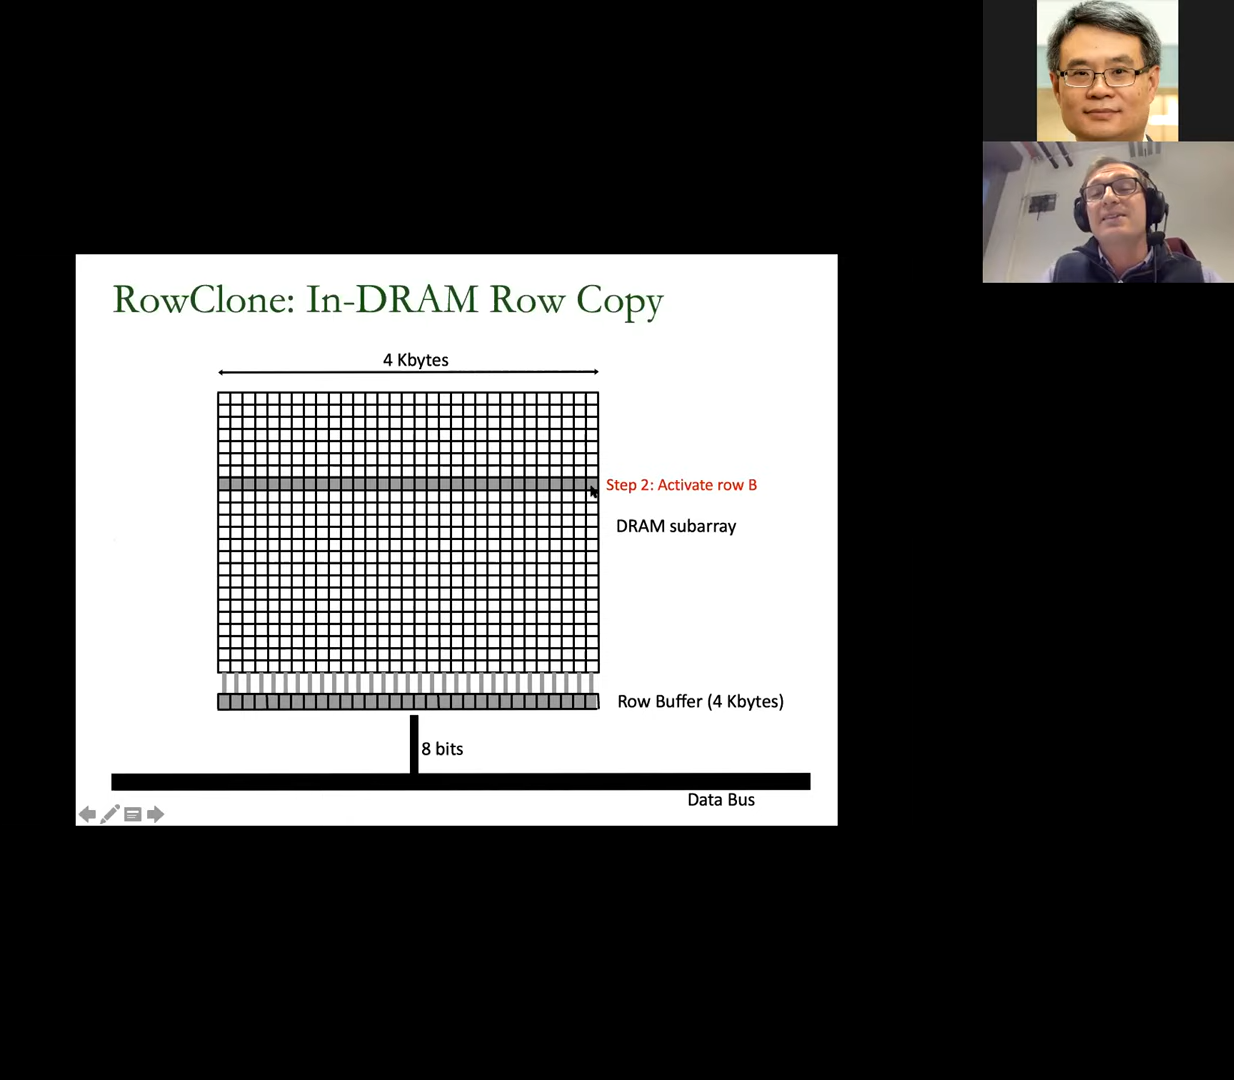 RowClone: In-DRAM Row Copy
4 Kbytes
Step 2: Activate row B
DRAM subarray
Row Buffer (4 Kbytes)
8 bits
Data Bus